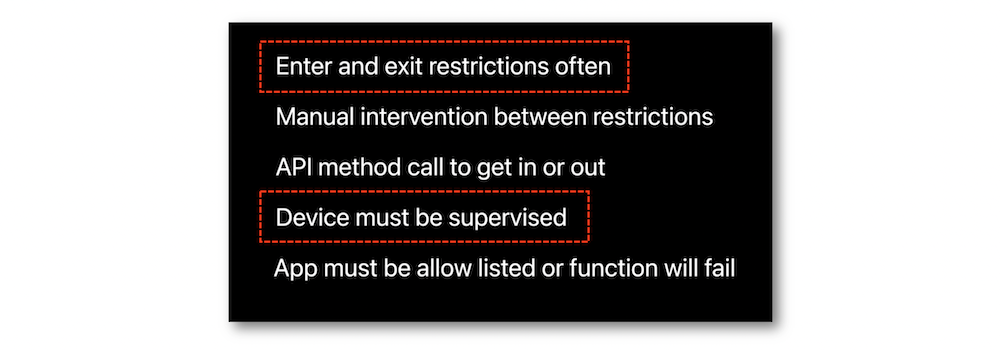 Enter and exit restrictions often
Manual intervention between restrictions
API method call to get in or out
Device must be supervised
App must be allow listed or function will fail